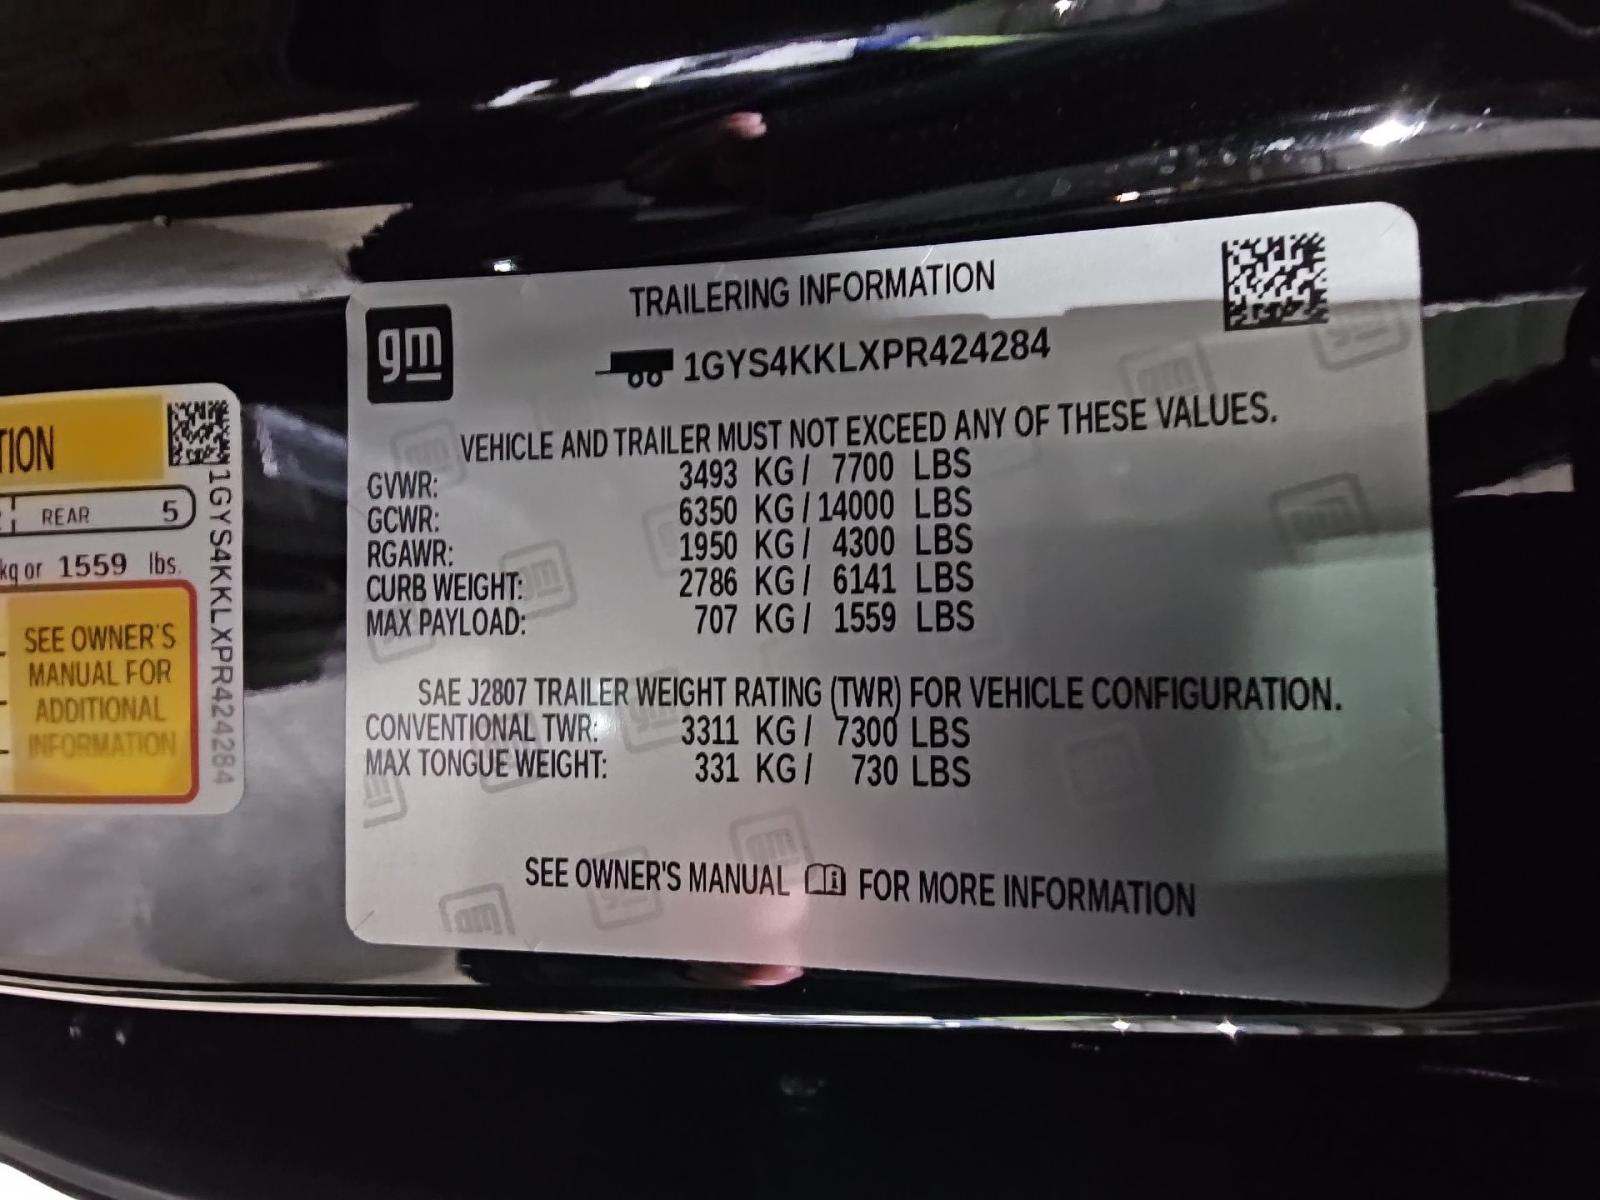 TION
REAR 5
kg or 1559 lbs.
SEE OWNER'S
MANUAL FOR
ADDITIONAL
INFORMATION
1GYS4KKLXPR424284
gm
TRAILERING INFORMATION
1GYS4KKLXPR424284
VEHICLE AND TRAILER MUST NOT EXCEED ANY OF THESE VALUES.
GVWR: 3493 KG / 7700 LBS
GCWR: 6350 KG / 14000 LBS
RGAWR: 1950 KG / 4300 LBS
CURB WEIGHT: 2786 KG / 6141 LBS
MAX PAYLOAD: 707 KG / 1559 LBS
SAE J2807 TRAILER WEIGHT RATING (TWR) FOR VEHICLE CONFIGURATION.
CONVENTIONAL TWR: 3311 KG / 7300 LBS
MAX TONGUE WEIGHT: 331 KG / 730 LBS
SEE OWNER'S MANUAL FOR MORE INFORMATION